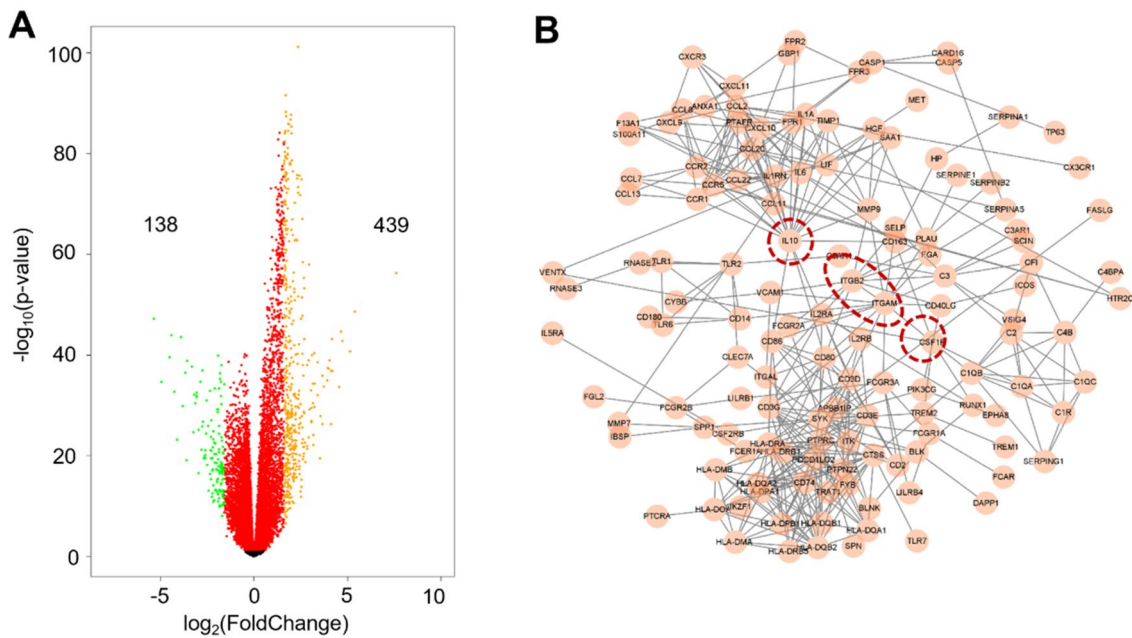 A
B
100
80
60
40
20
0
-5
0
5
10
-log10(p-value)
log2(FoldChange)
138
439
FPR2
GBP1
CXCR3
CASP1
CARD16
CASP5
FPR3
CXCL11
MET
CCL8
ANXA1
CCL2
IL1A
F13A1
S100A11
CXCL9
PTAFR
CXCL10
FPR1
TIMP1
HGF
SAA1
SERPINA1
TP63
CCL20
CCR2
LIF
HP
CX3CR1
CCL7
CCR5
CCL22
IL1RN
IL6
SERPINE1
SERPINB2
CCL13
CCR1
CCL11
MMP9
SERPINA5
FASLG
SELP
IL10
CD163
PLAU
C3AR1
SCIN
FGA
RNASE2
TLR1
TLR2
CFI
VENTX
RNASE3
ITGB2
C3
ICOS
C4BPA
HTR2C
CYBB
VCAM1
ITGAM
CD40LG
CD180
TLR6
CD14
IL2RA
VSIG4
C2
C4B
IL5RA
FCGR2A
CD86
IL2RB
CSF1R
CLEC7A
CD80
ITGAL
CD3D
FCGR3A
C1QB
C1QA
C1QC
PIK3CG
FGL2
FCGR2B
LILRB1
CD3G
APBB1IP
TREM2
RUNX1
EPHA8
C1R
SYK
CD3E
MMP7
IBSP
SPP1
CSF2RB
FCGR1A
TREM1
PTPRC
ITK
HLA-DRA
HLA-DRB1
FCER1A
BLK
SERPING1
PDCD1LG2
CTSS
CD2
HLA-DMB
PTPN22
FCAR
HLA-DQA2
CD74
FYB
HLA-DPA1
TRAT1
LILRB4
DAPP1
IKZF1
BLNK
PTCRA
HLA-DPB1
HLA-DQB1
HLA-DQA1
HLA-DMA
HLA-DRB5
HLA-DQB2
SPN
TLR7